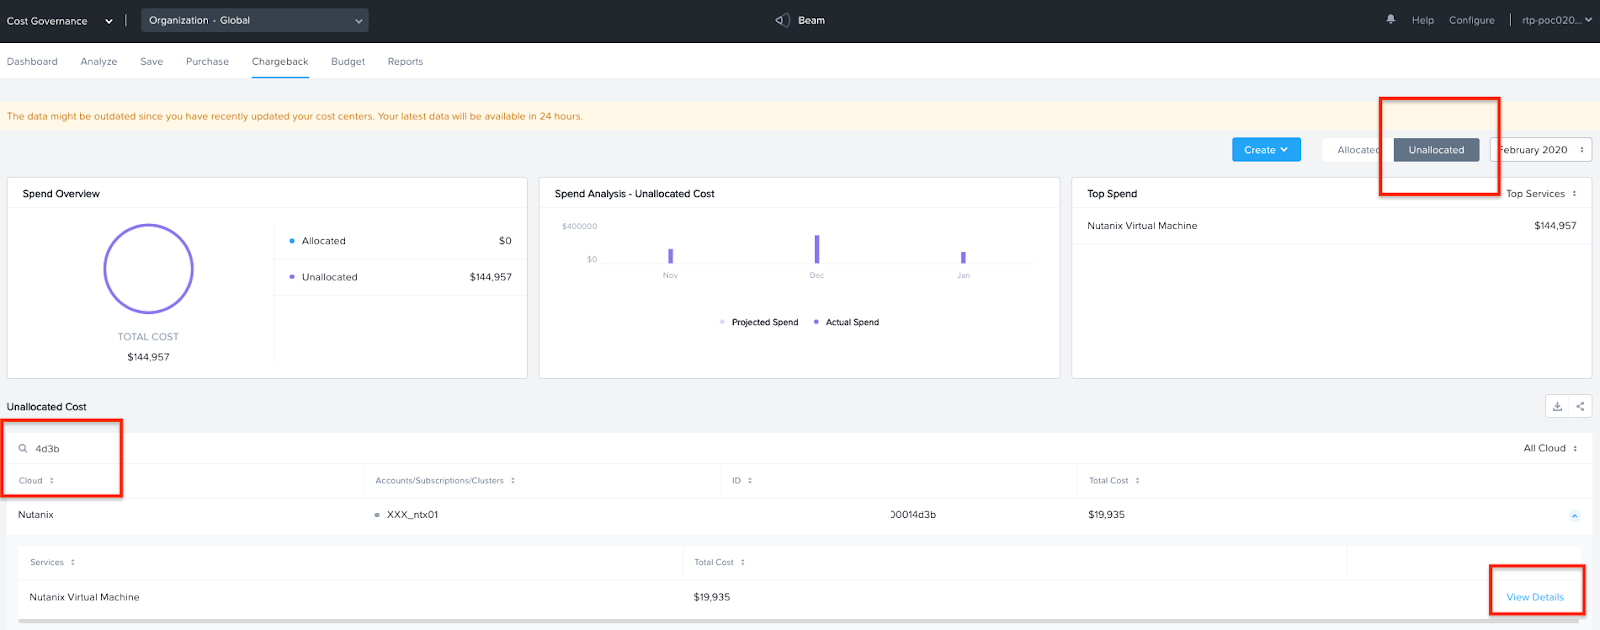 Cost Governance
Organization - Global
Beam
Help
Configure
rtp-poc020...
Dashboard
Analyze
Save
Purchase
Chargeback
Budget
Reports
The data might be outdated since you have recently updated your cost centers. Your latest data will be available in 24 hours.
Create
Allocated
Unallocated
February 2020
Spend Overview
TOTAL COST
$144,957
Allocated
$0
Unallocated
$144,957
Spend Analysis - Unallocated Cost
$400000
$0
Nov
Dec
Jan
Projected Spend
Actual Spend
Top Spend
Top Services
Nutanix Virtual Machine
$144,957
Unallocated Cost
4d3b
All Cloud
Cloud
Accounts/Subscriptions/Clusters
ID
Total Cost
Nutanix
XXX_ntx01
00014d3b
$19,935
Services
Total Cost
Nutanix Virtual Machine
$19,935
View Details